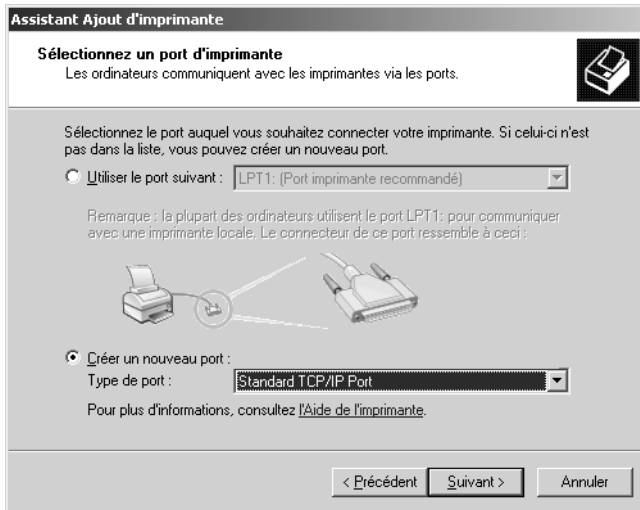 Assistant Ajout d'imprimante
Sélectionnez un port d'imprimante
Les ordinateurs communiquent avec les imprimantes via les ports.
Sélectionnez le port auquel vous souhaitez connecter votre imprimante. Si celui-ci n'est
pas dans la liste, vous pouvez créer un nouveau port.
Utiliser le port suivant : LPT1: (Port imprimante recommandé)
Remarque : la plupart des ordinateurs utilisent le port LPT1: pour communiquer
avec une imprimante locale. Le connecteur de ce port ressemble à ceci :
Créer un nouveau port :
Type de port : Standard TCP/IP Port
Pour plus d'informations, consultez l'Aide de l'imprimante.
< Précédent Suivant > Annuler